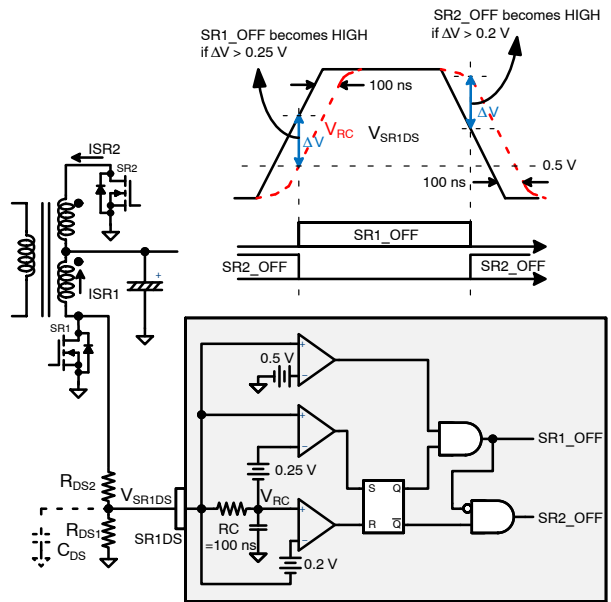 SR1_OFF becomes HIGH
if ΔV > 0.25 V
SR2_OFF becomes HIGH
if ΔV > 0.2 V
100 ns
ΔV
V_RC
V_SR1DS
ΔV
0.5 V
100 ns
ISR2
SR2
SR1_OFF
SR2_OFF
SR2_OFF
+
ISR1
SR1
0.5 V
+
−
+
−
0.25 V
SR1_OFF
S Q
R Q̅
SR2_OFF
R_DS2
V_SR1DS
V_RC
+
−
R_DS1
C_DS
SR1DS
RC
=100 ns
0.2 V